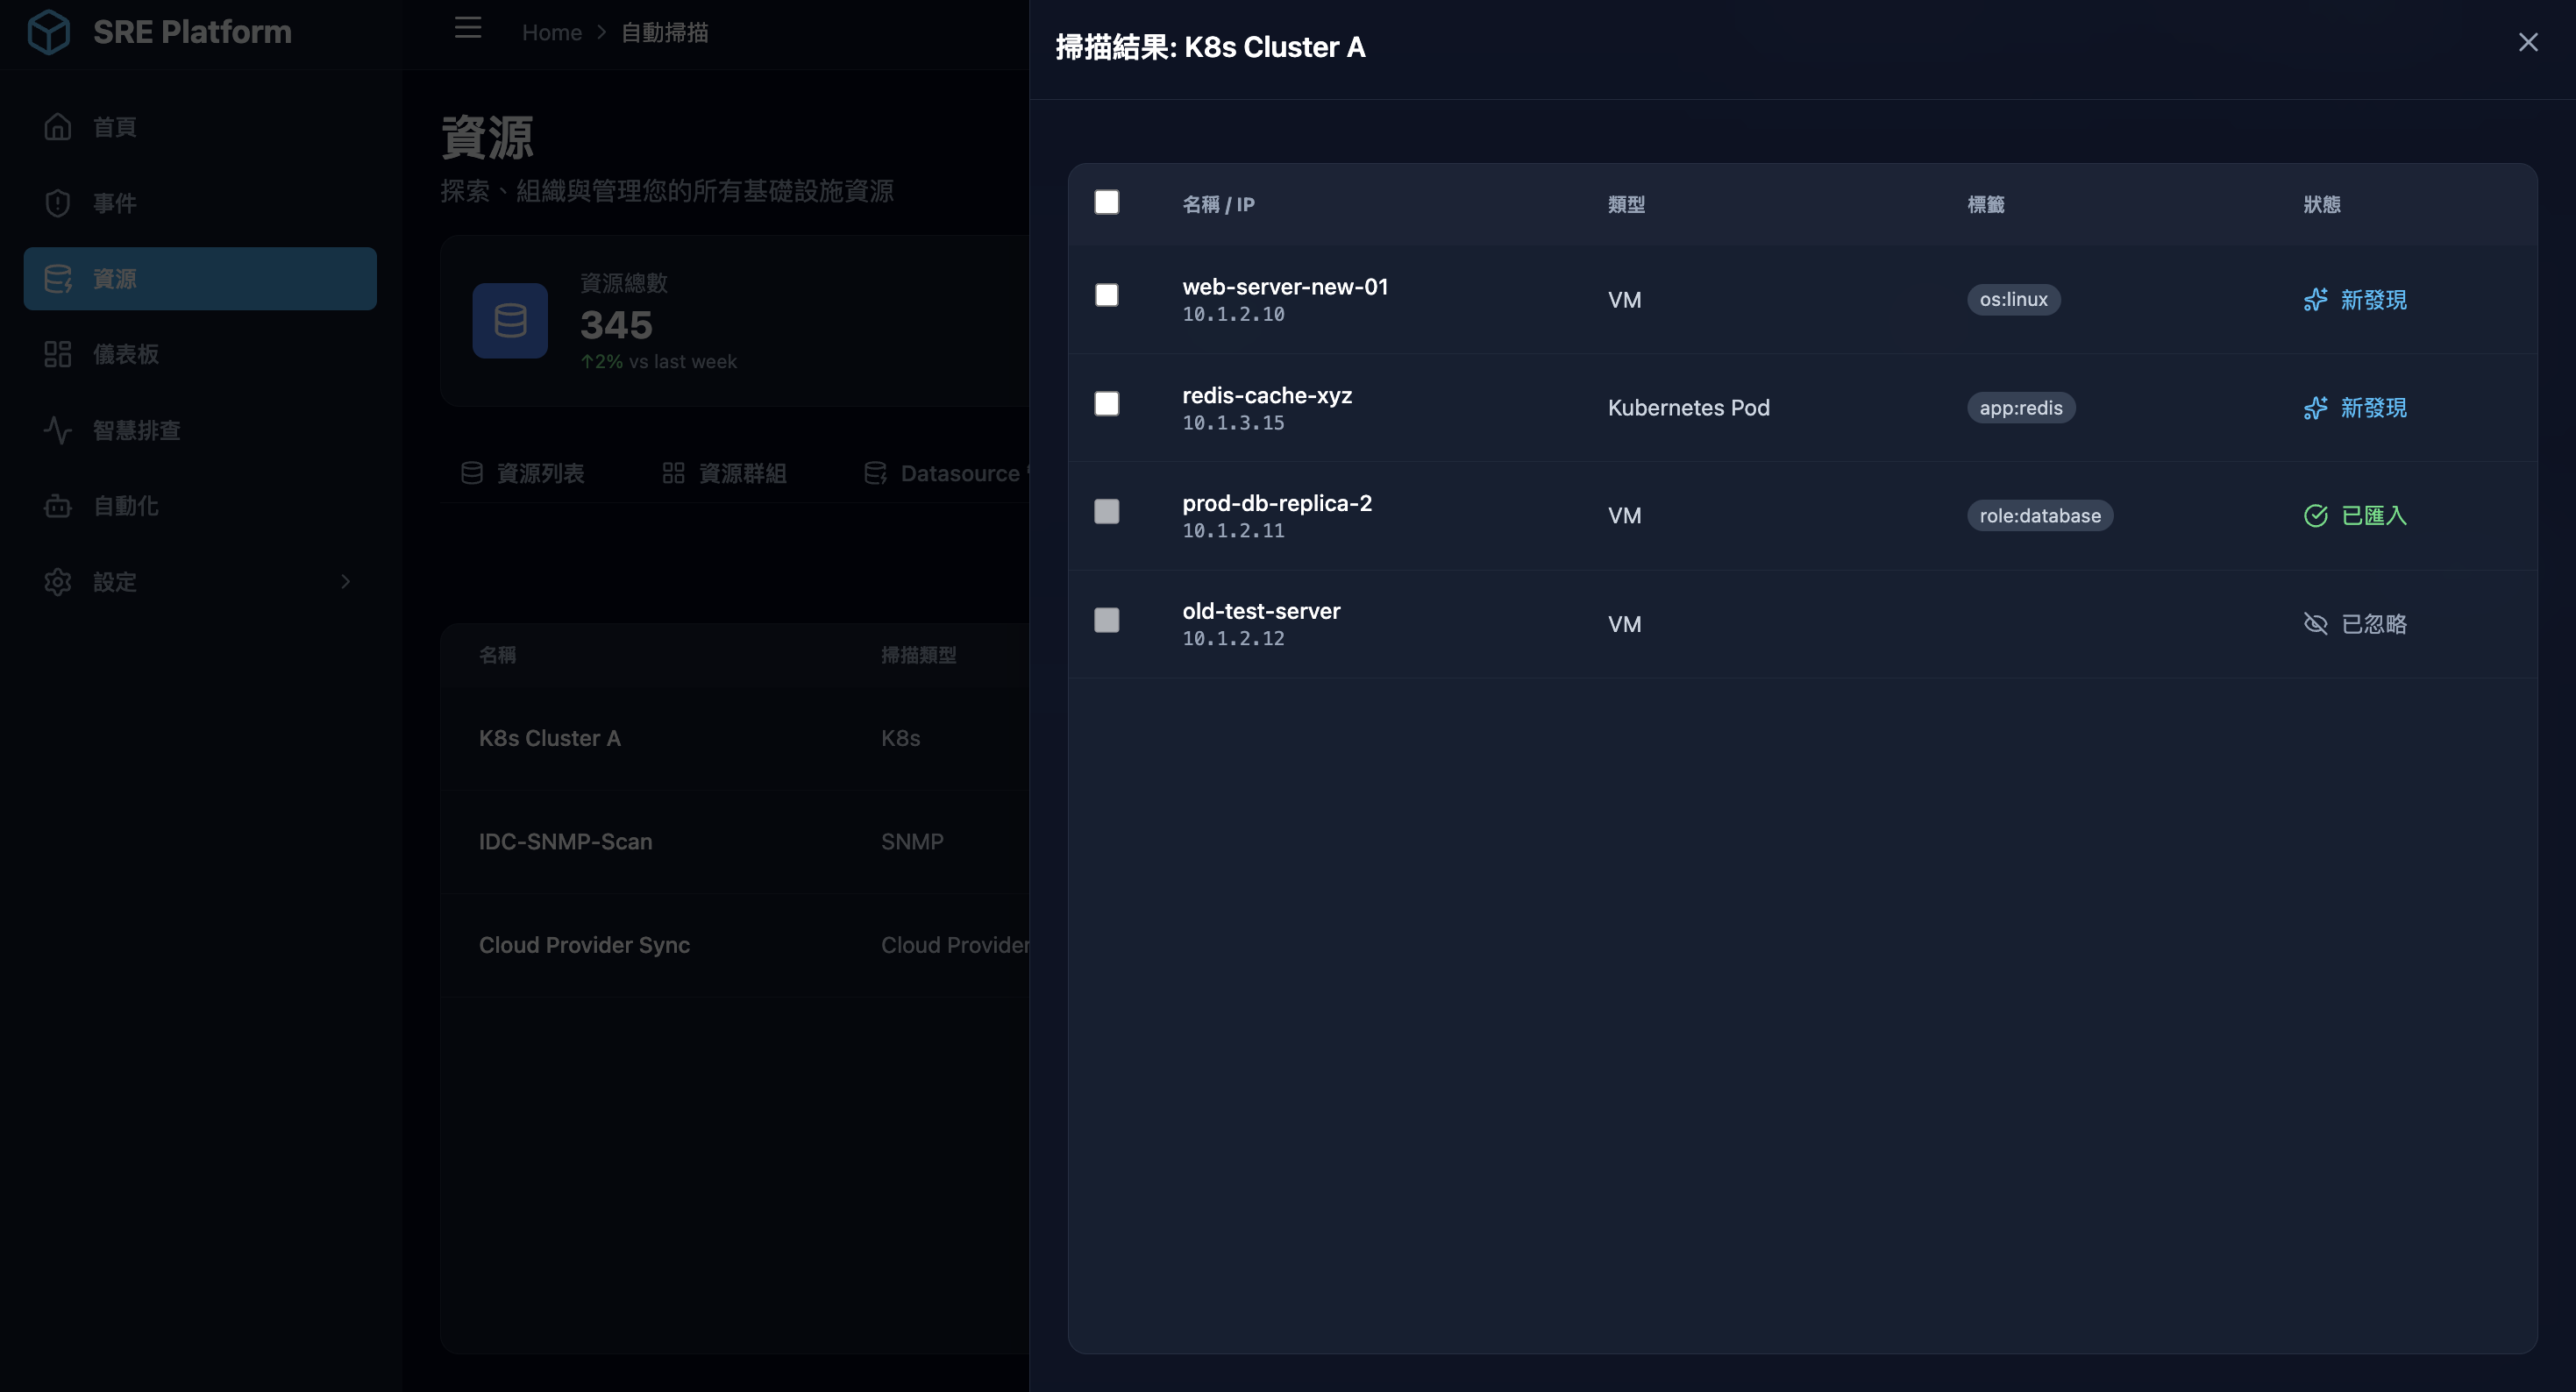 SRE Platform
首頁
事件
資源
儀表板
智慧排查
自動化
設定
Home > 自動掃描
資源
探索、組織與管理您的所有基礎設施資源
資源總數
345
↑2% vs last week
資源列表
資源群組
Datasource
名稱 掃描類型
K8s Cluster A K8s
IDC-SNMP-Scan SNMP
Cloud Provider Sync Cloud Provider
掃描結果: K8s Cluster A
名稱 / IP 類型 標籤 狀態
web-server-new-01
10.1.2.10
VM os:linux 新發現
redis-cache-xyz
10.1.3.15
Kubernetes Pod app:redis 新發現
prod-db-replica-2
10.1.2.11
VM role:database 已匯入
old-test-server
10.1.2.12
VM 已忽略